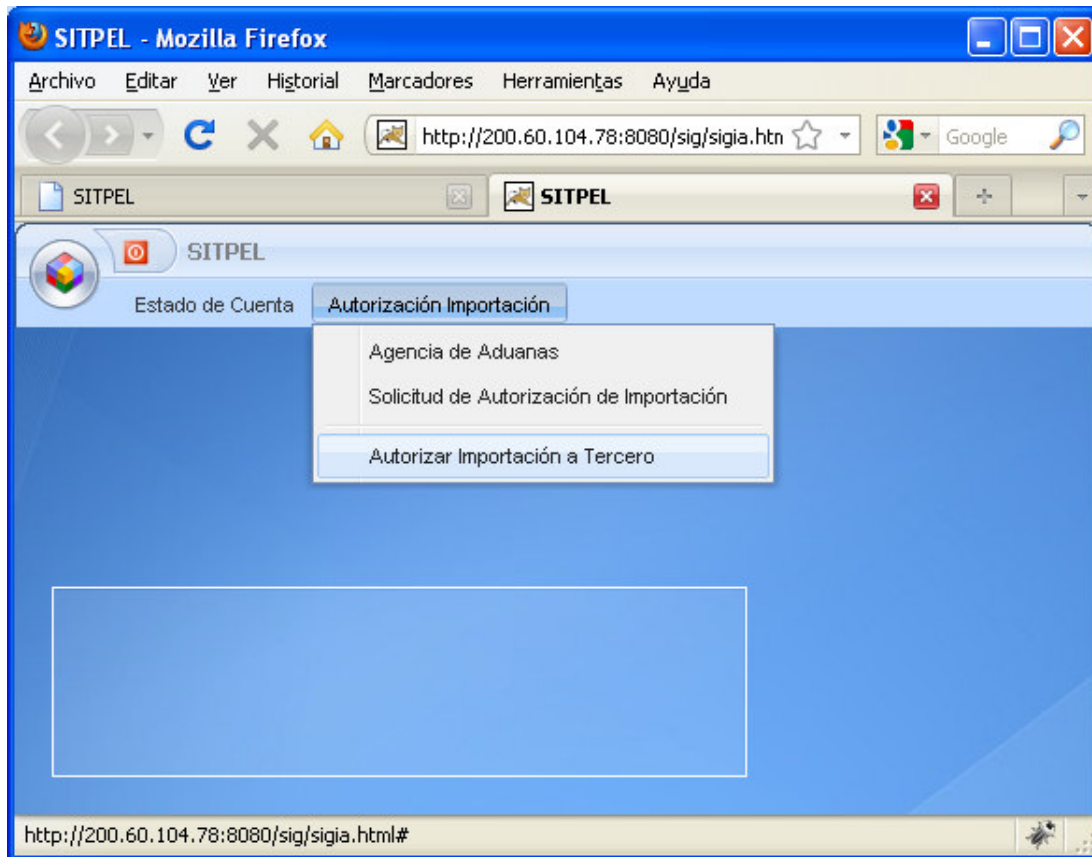 SITPEL - Mozilla Firefox
Archivo Editar Ver Historial Marcadores Herramientas Ayuda
http://200.60.104.78:8080/sig/sigia.htn Google
SITPEL SITPEL
SITPEL
Estado de Cuenta Autorización Importación
Agencia de Aduanas
Solicitud de Autorización de Importación
Autorizar Importación a Tercero
http://200.60.104.78:8080/sig/sigia.html#